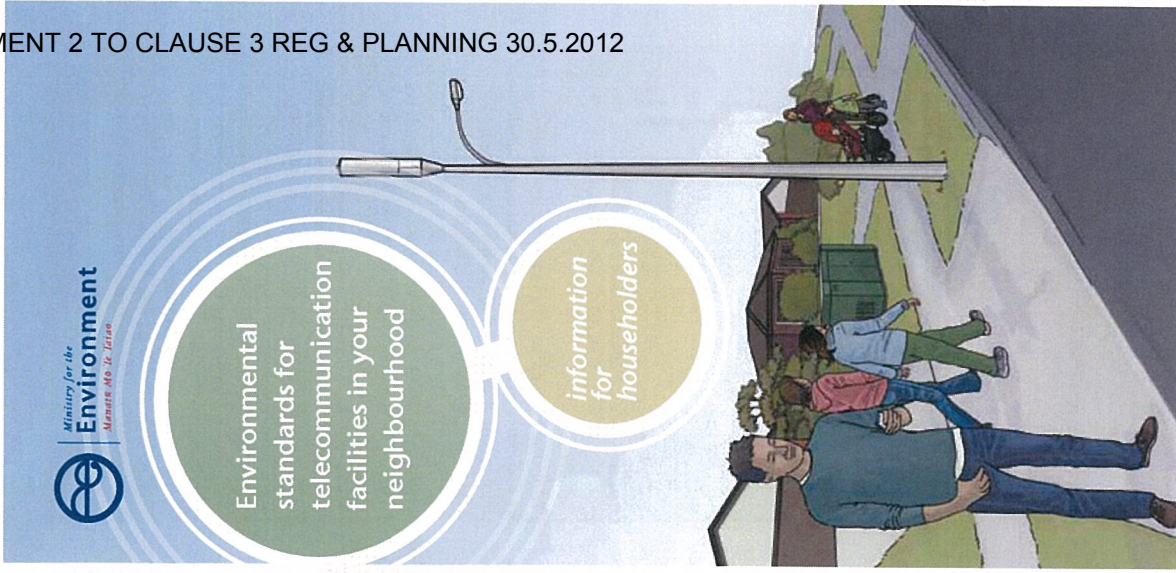 MENT 2 TO CLAUSE 3 REG & PLANNING 30.5.2012
Ministry for the
Environment
Manatū Mō Te Taiao
Environmental
standards for
telecommunication
facilities in your
neighbourhood
information
for
householders